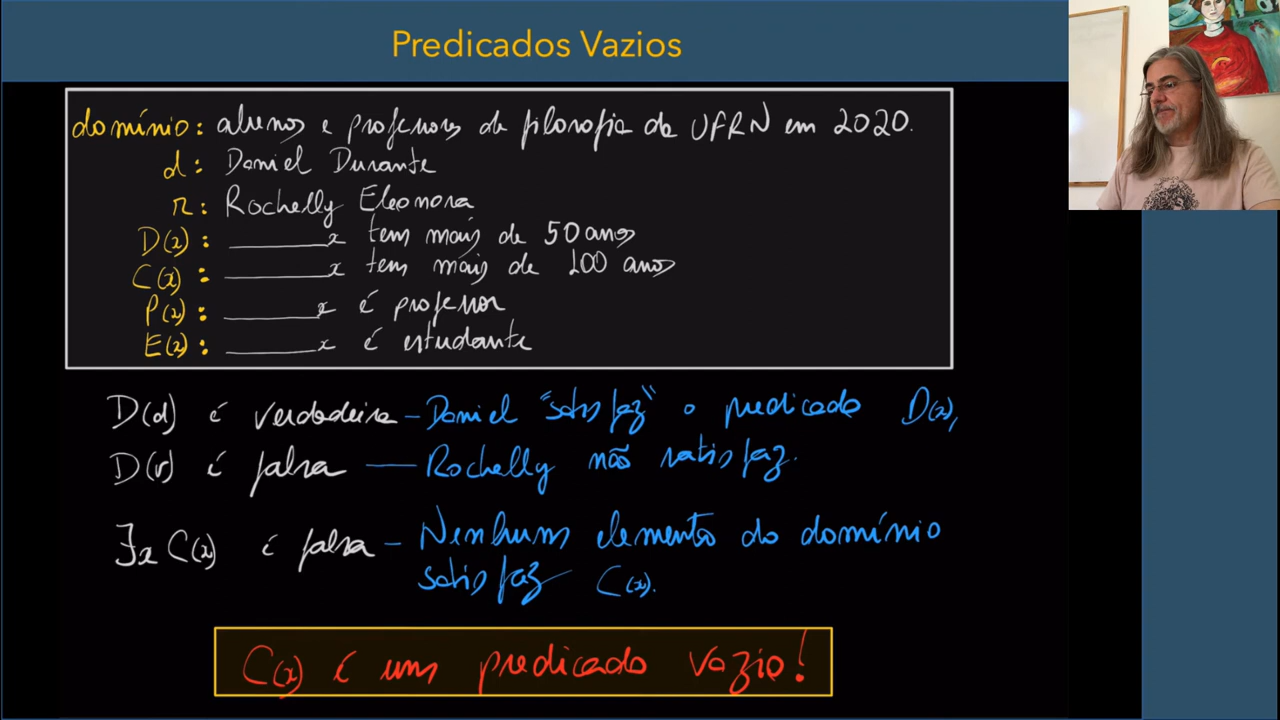 Predicados Vazios
domínio: alunos e professores de filosofia da UFRN em 2020.
d: Daniel Durante
r: Rochelly Eleonora
D(x): ______x tem mais de 50 anos
C(x): ______x tem mais de 100 anos
P(x): ______x é professor
E(x): ______x é estudante
D(d) é verdadeira – Daniel "satisfaz" o predicado D(x),
D(r) é falsa — Rochelly não satisfaz.
∃x C(x) é falsa – Nenhum elemento do domínio
satisfaz C(x).
C(x) é um predicado vazio!